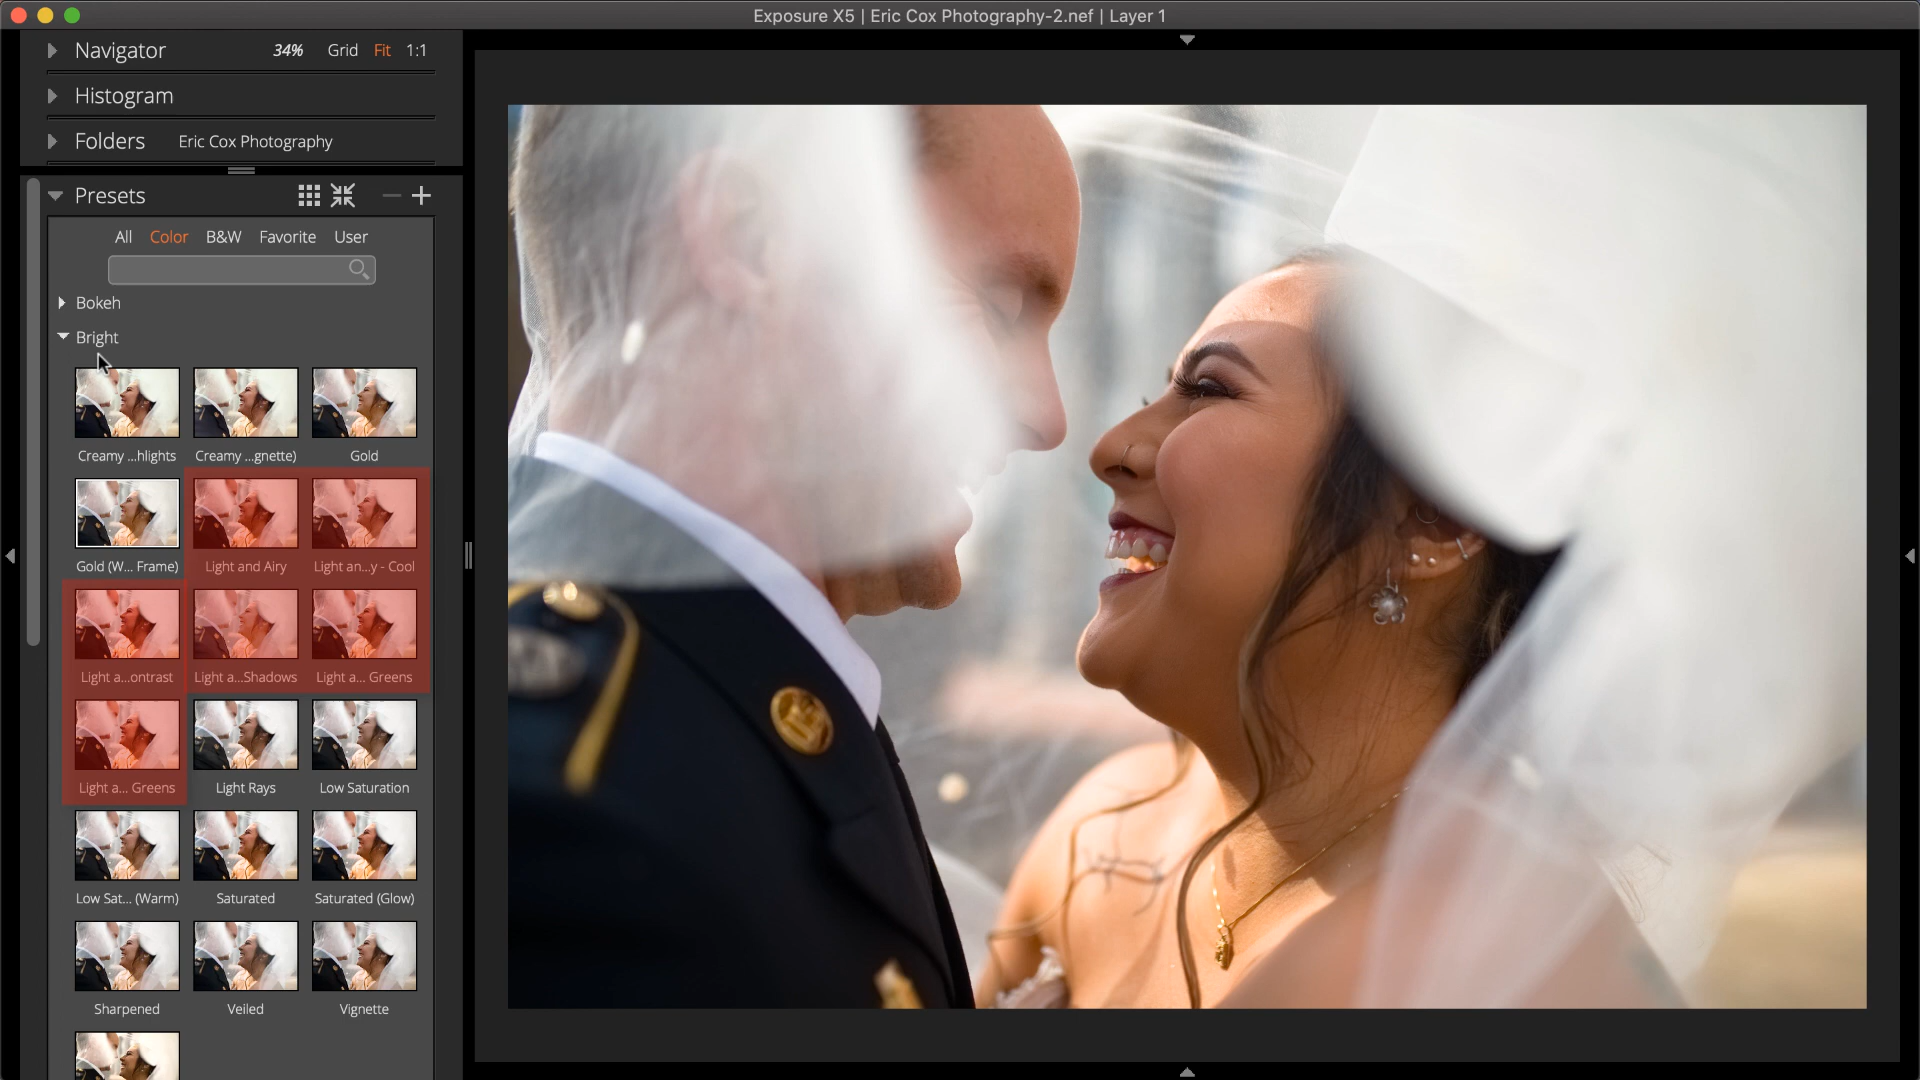 Exposure X5 | Eric Cox Photography-2.nef | Layer 1
Navigator 34% Grid Fit 1:1
Histogram
Folders Eric Cox Photography
Presets
All Color B&W Favorite User
Bokeh
Bright
Creamy ...hlights Creamy ...gnette) Gold
Gold (W... Frame) Light and Airy Light an...y - Cool
Light a...ontrast Light a...Shadows Light a... Greens
Light a... Greens Light Rays Low Saturation
Low Sat... (Warm) Saturated Saturated (Glow)
Sharpened Veiled Vignette